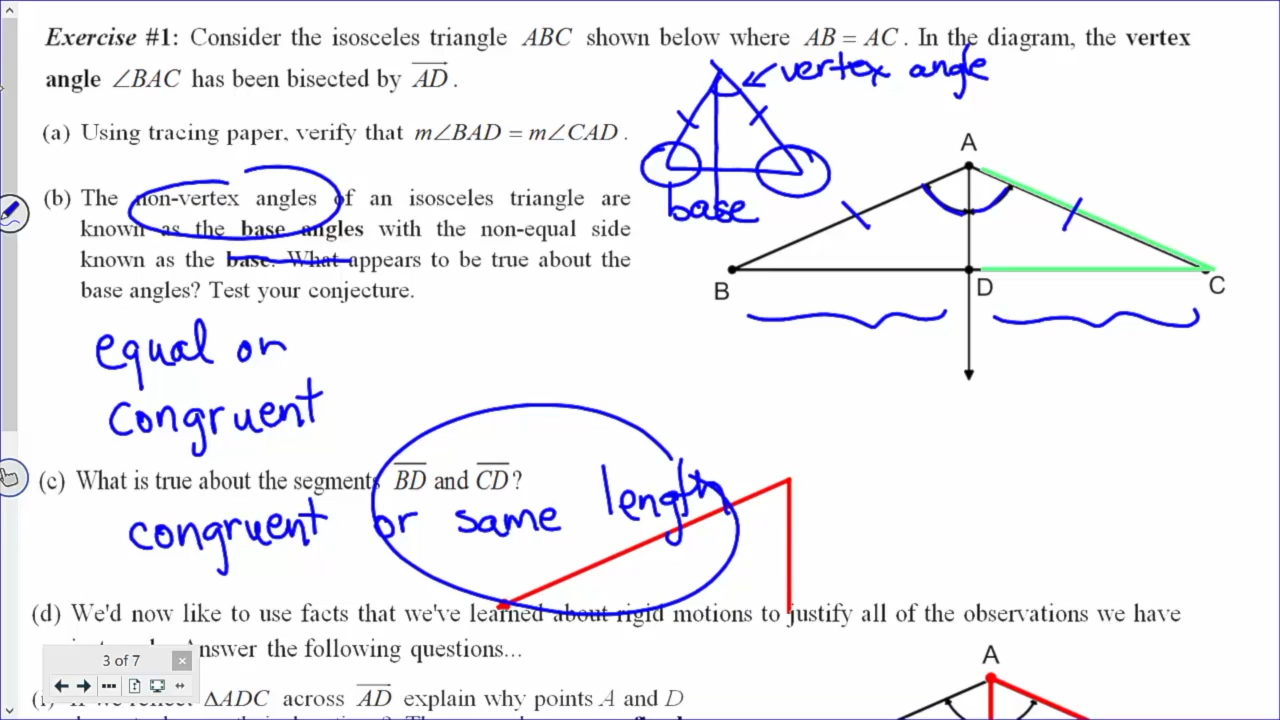 Exercise #1: Consider the isosceles triangle ABC shown below where AB = AC. In the diagram, the vertex
angle ∠BAC has been bisected by AD.
vertex angle
(a) Using tracing paper, verify that m∠BAD = m∠CAD.
A
(b) The non-vertex angles of an isosceles triangle are
known as the base angles with the non-equal side
known as the base. What appears to be true about the
base angles? Test your conjecture.
base
B
D
C
equal or
congruent
(c) What is true about the segments BD and CD?
congruent or same length
(d) We'd now like to use facts that we've learned about rigid motions to justify all of the observations we have
Answer the following questions...
3 of 7
A
ΔADC across AD explain why points A and D